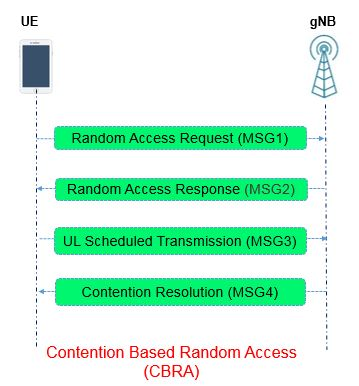 UE gNB
Random Access Request (MSG1)
Random Access Response (MSG2)
UL Scheduled Transmission (MSG3)
Contention Resolution (MSG4)
Contention Based Random Access
(CBRA)